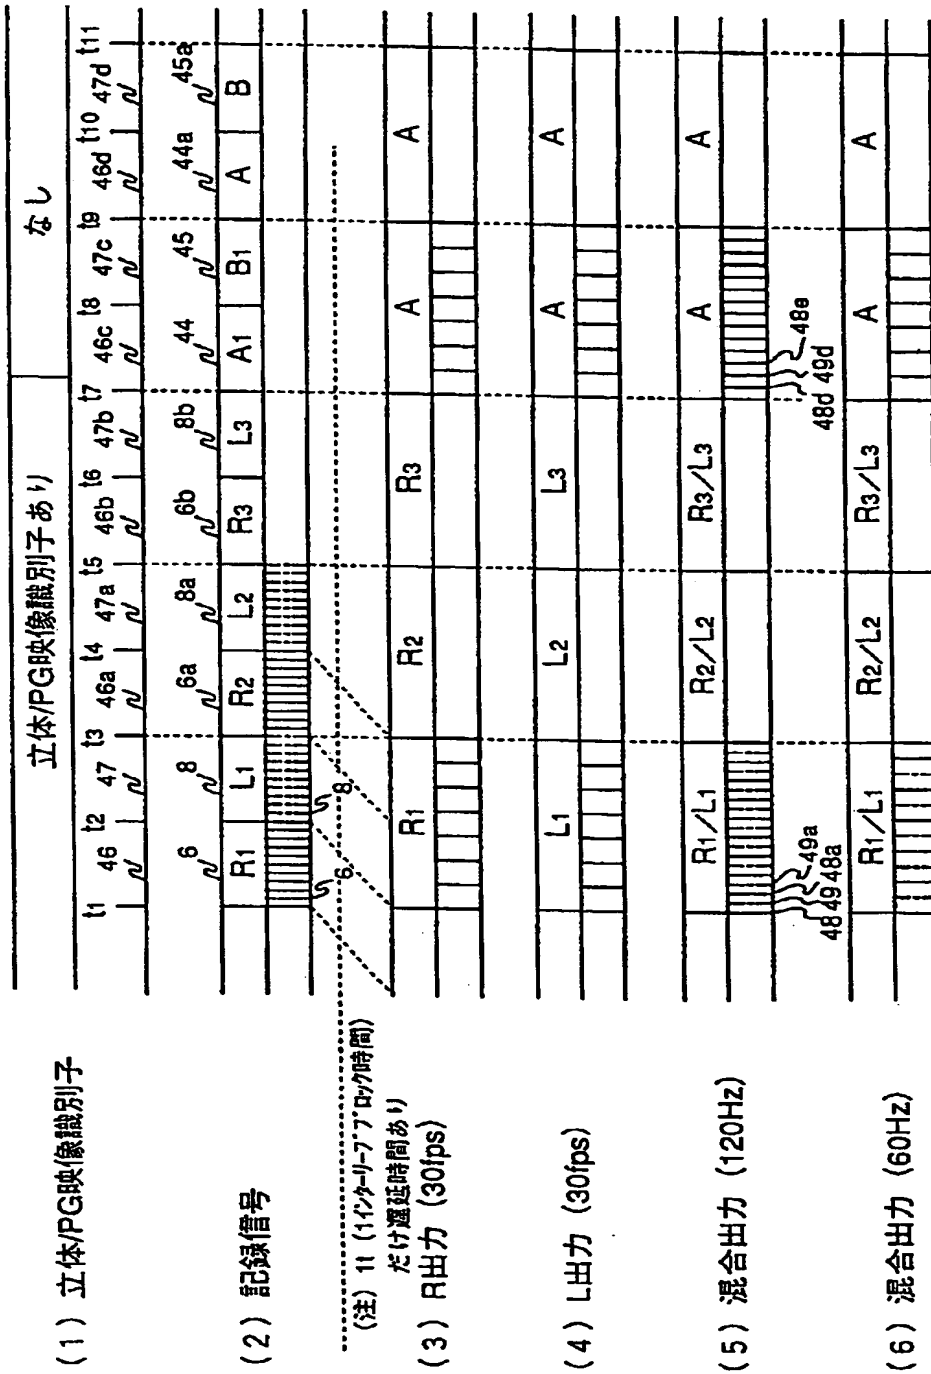 (1) 立体/PG映像識別子
立体/PG映像識別子あり なし
t1 46 t2 47 t3 46a t4 47a t5 46b t6 47b t7 46c t8 47c t9 46d t10 47d t11
(2) 記録信号
6 8 6a 8a 6b 8b 44 45 44a 45a
R1 L1 R2 L2 R3 L3 A1 B1 A B
6 8
(注) 1t (1インターリーブブロック時間)
だけ遅延時間あり
(3) R出力 (30fps)
R1 R2 R3 A A
(4) L出力 (30fps)
L1 L2 L3 A A
(5) 混合出力 (120Hz)
R1/L1 R2/L2 R3/L3 A A
48 49 48a 49a 48d 49d 48e
(6) 混合出力 (60Hz)
R1/L1 R2/L2 R3/L3 A A